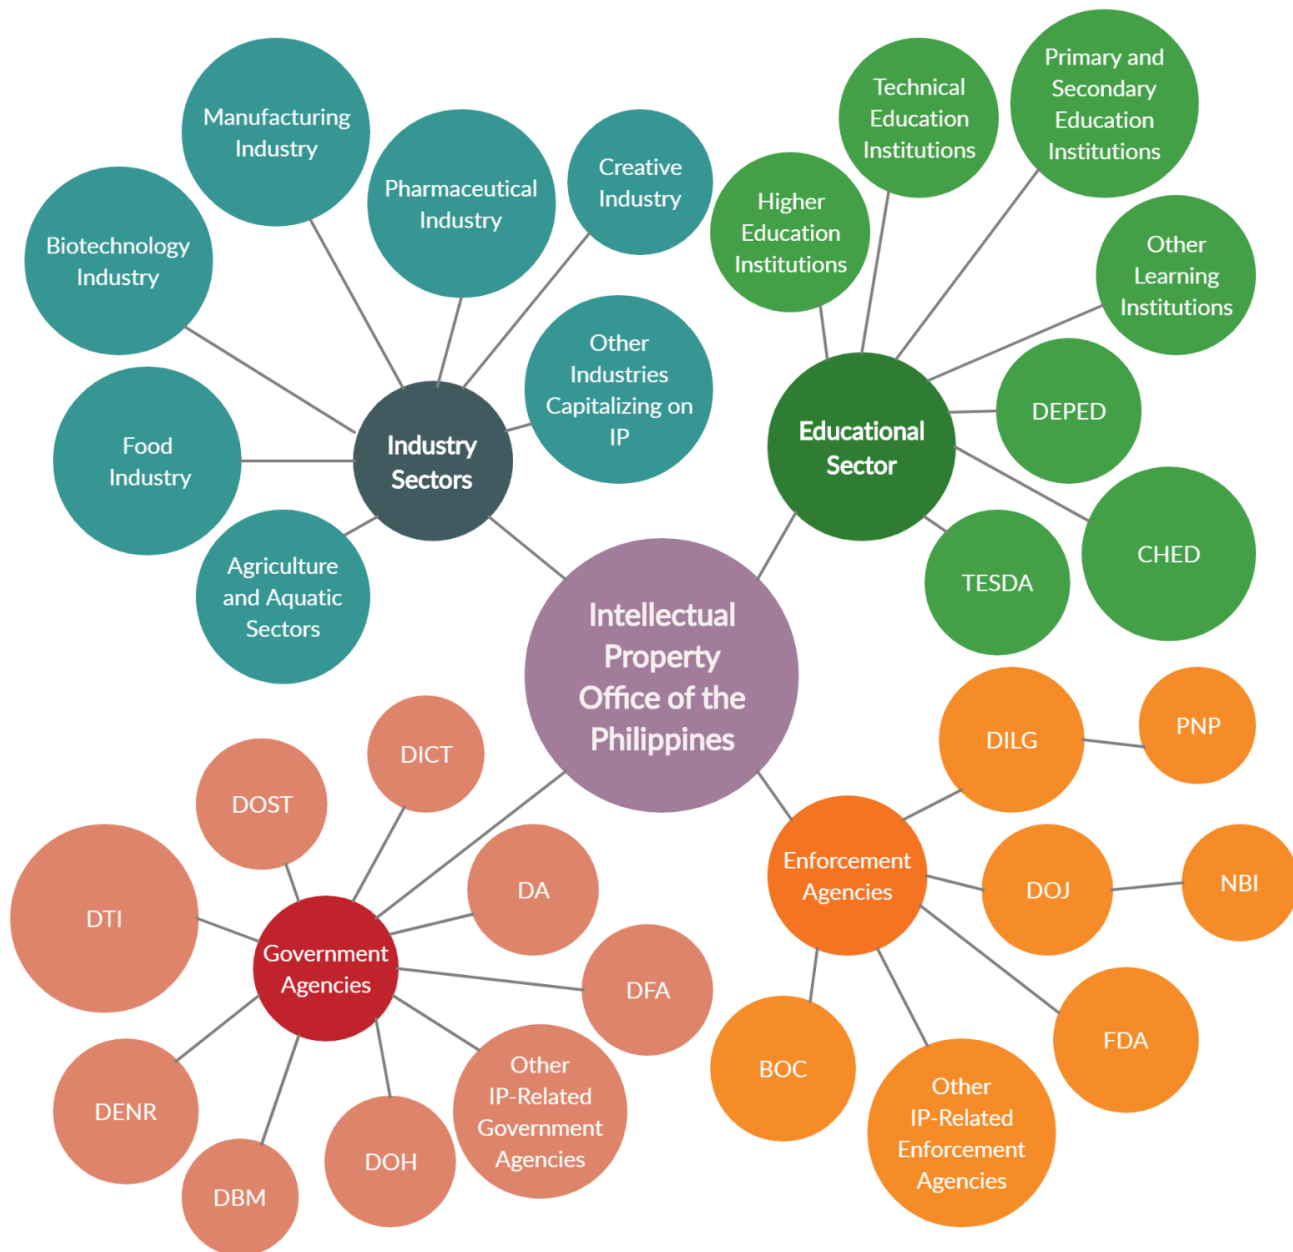 Manufacturing
Industry
Pharmaceutical
Industry
Creative
Industry
Biotechnology
Industry
Other
Industries
Capitalizing on
IP
Food
Industry
Industry
Sectors
Agriculture
and Aquatic
Sectors
Technical
Education
Institutions
Primary and
Secondary
Education
Institutions
Higher
Education
Institutions
Other
Learning
Institutions
DEPED
Educational
Sector
CHED
TESDA
Intellectual
Property
Office of the
Philippines
DICT
DOST
DA
DTI
Government
Agencies
DFA
DENR
Other
IP-Related
Government
Agencies
DOH
DBM
DILG
PNP
Enforcement
Agencies
DOJ
NBI
FDA
BOC
Other
IP-Related
Enforcement
Agencies